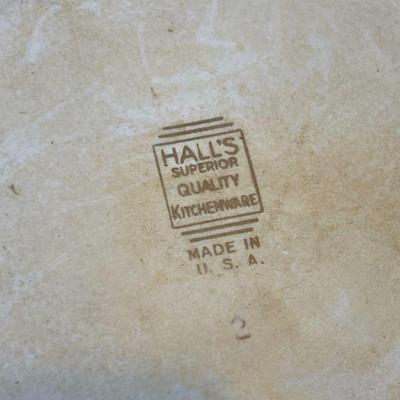 HALL'S
SUPERIOR
QUALITY
KITCHENWARE
MADE IN
U. S. A.
2